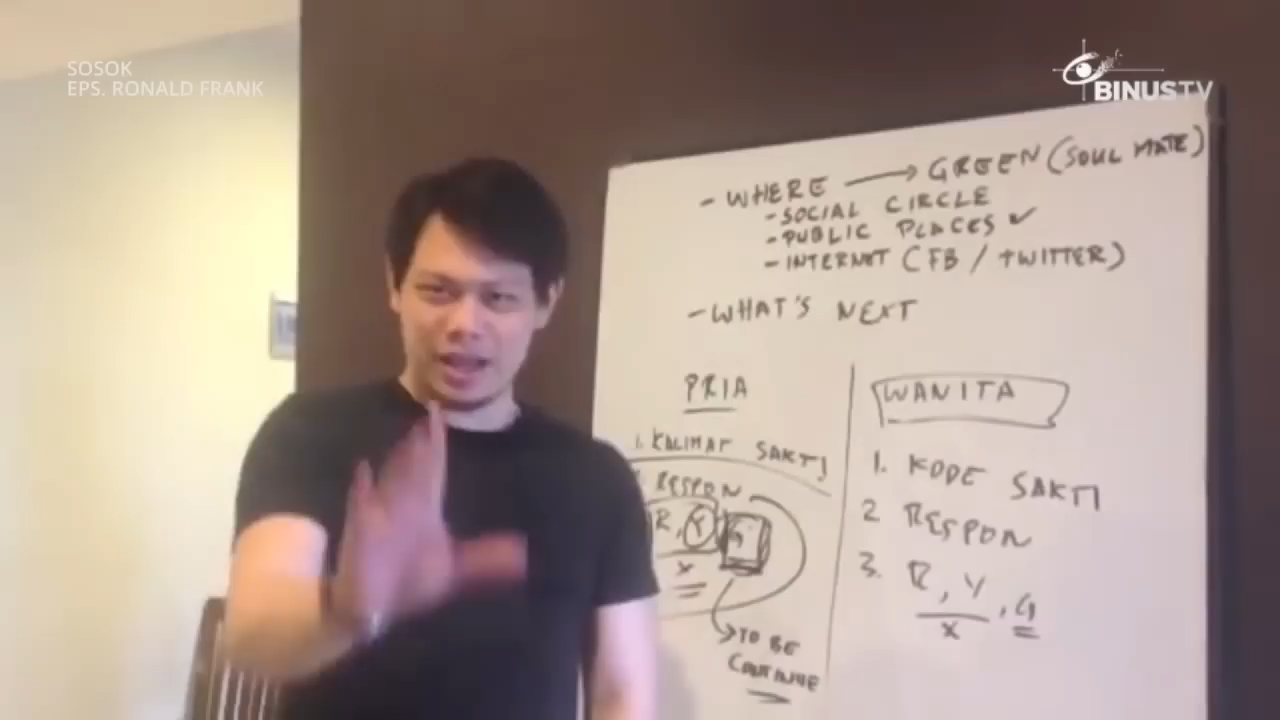 SOSOK
EPS. RONALD FRANK
BINUSTV
- WHERE → GREEN (SOUL MATE)
- SOCIAL CIRCLE
- PUBLIC PLACES ✓
- INTERNET (FB / TWITTER)
- WHAT'S NEXT
PRIA
1. KALIMAT SAKTI
RESPON
R, Y, G
X
TO BE
CONTINUE
WANITA
1. KODE SAKTI
2 RESPON
3. R, Y, G
X